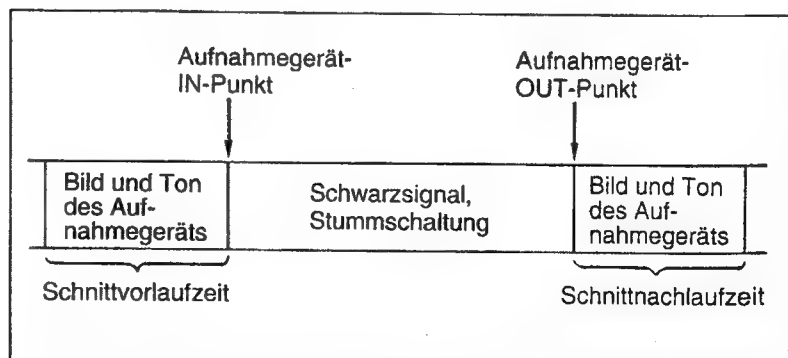 Aufnahmegerät-
IN-Punkt
Aufnahmegerät-
OUT-Punkt
Bild und Ton
des Auf-
nahmegeräts
Schwarzsignal,
Stummschaltung
Bild und Ton
des Auf-
nahmegeräts
Schnittvorlaufzeit
Schnittnachlaufzeit